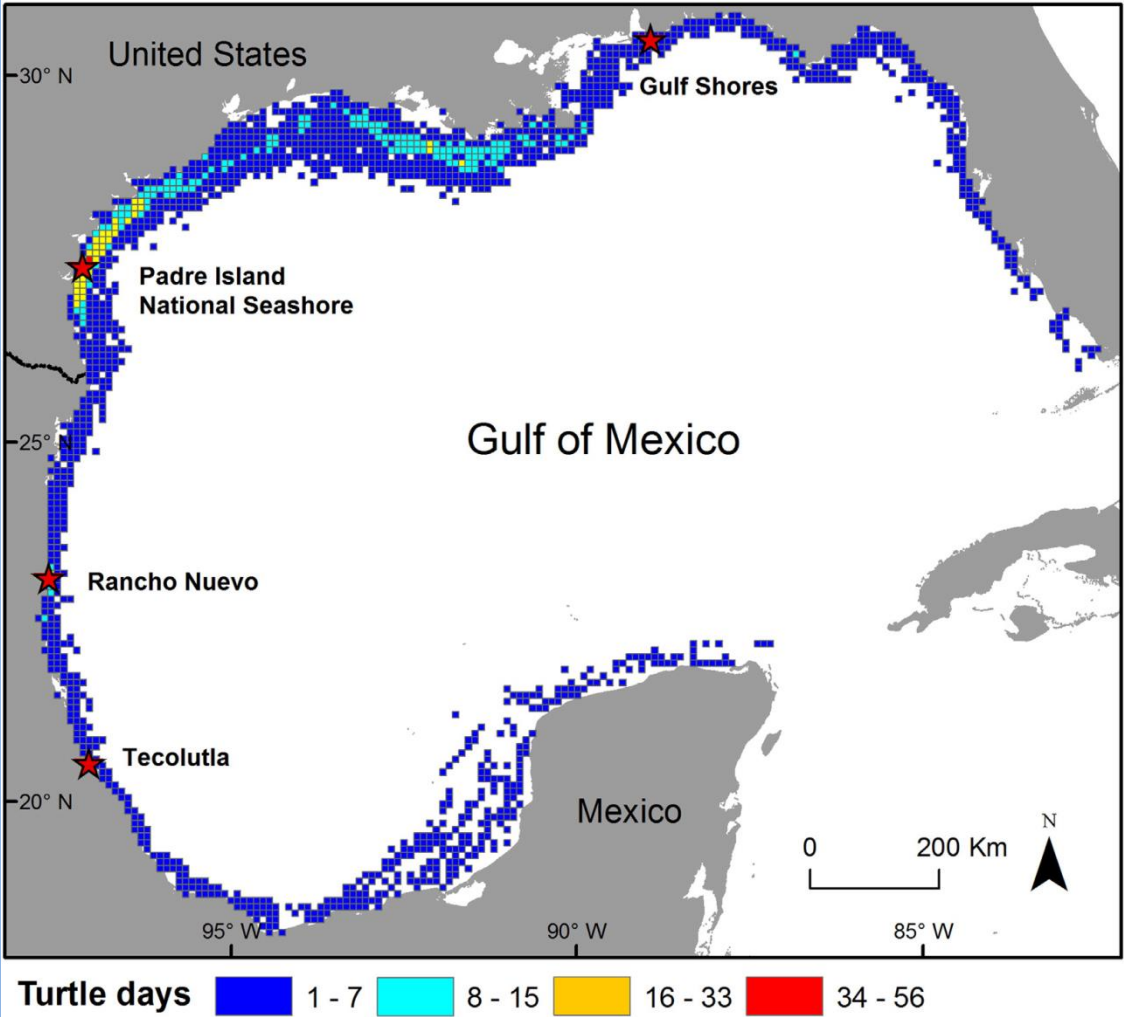 United States
30° N
Gulf Shores
Padre Island
National Seashore
Gulf of Mexico
25° N
Rancho Nuevo
Tecolutla
20° N
Mexico
N
0 200 Km
95° W 90° W 85° W
Turtle days 1 - 7 8 - 15 16 - 33 34 - 56